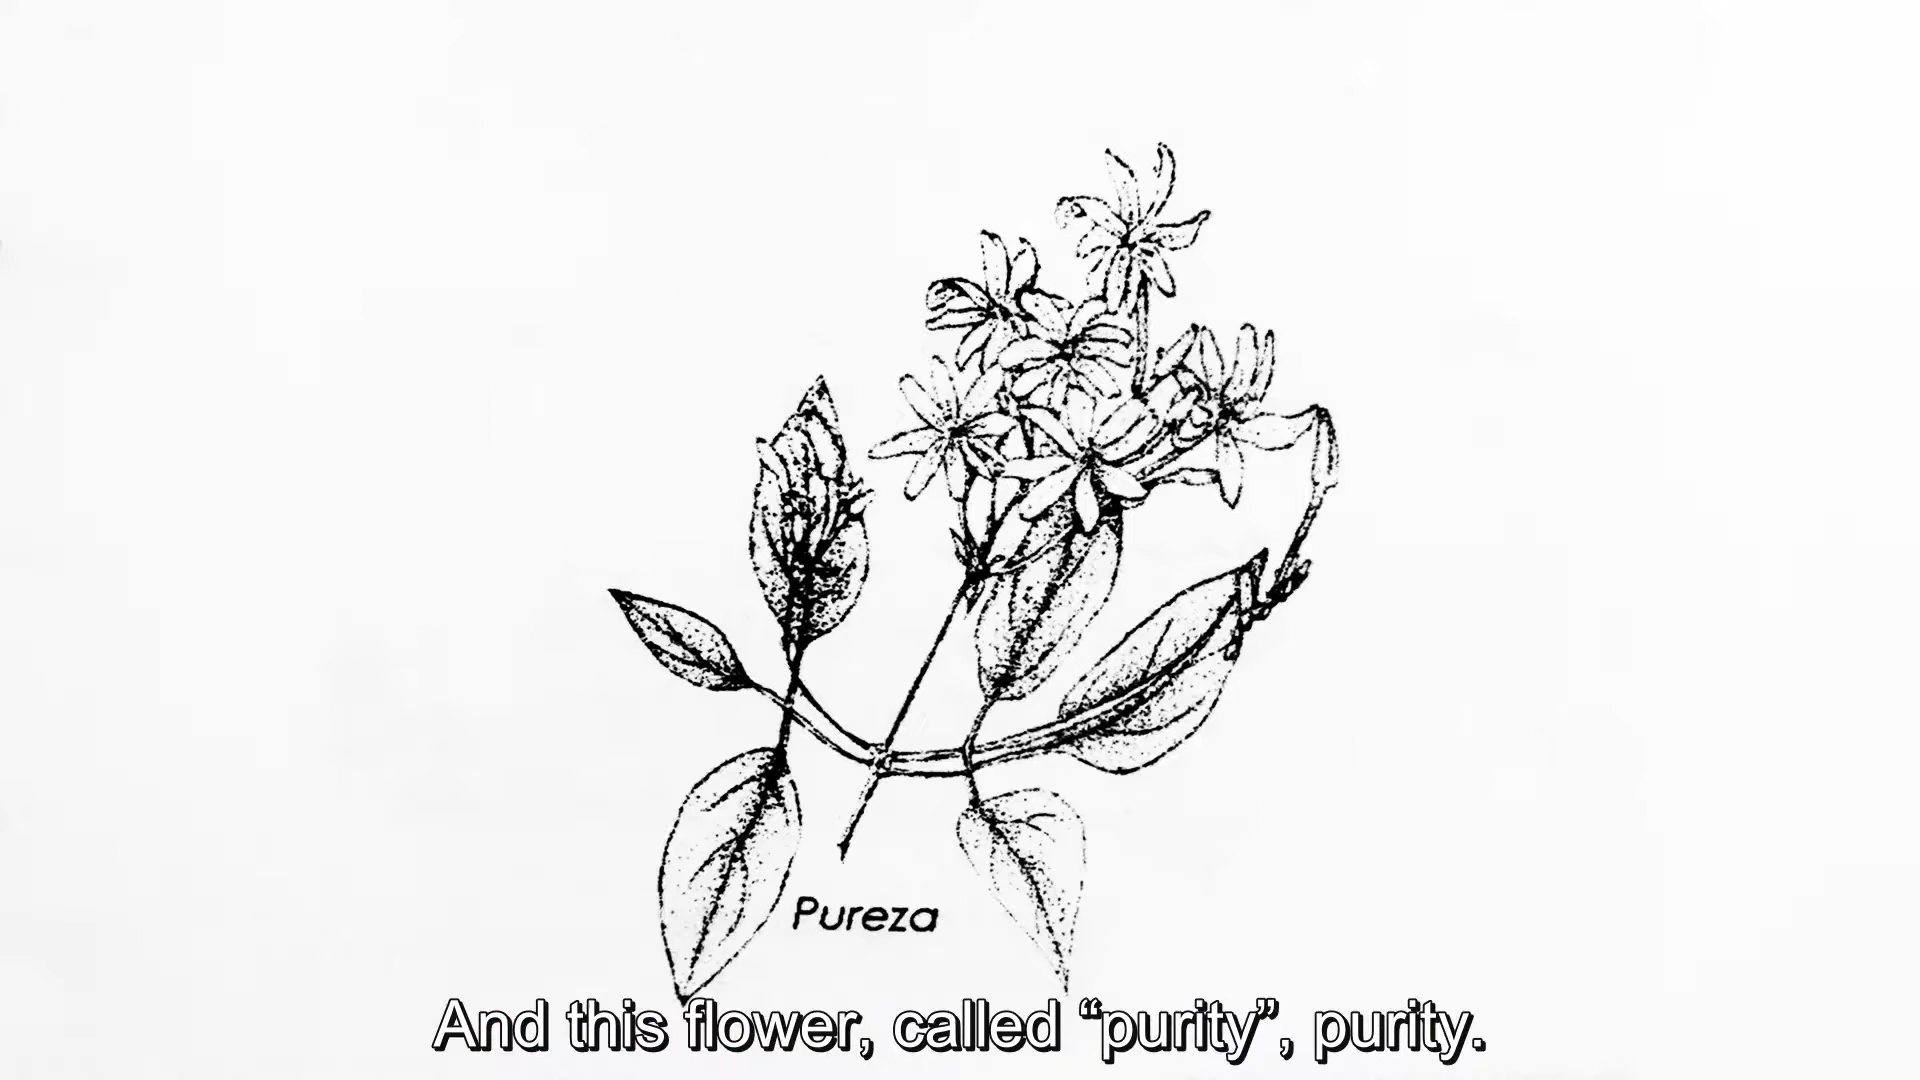 Pureza
And this flower, called “purity”, purity.